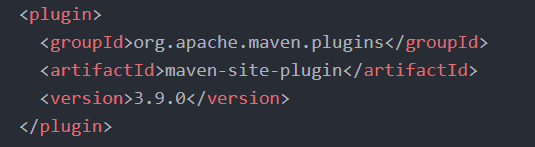 <plugin>
<groupId>org.apache.maven.plugins</groupId>
<artifactId>maven-site-plugin</artifactId>
<version>3.9.0</version>
</plugin>